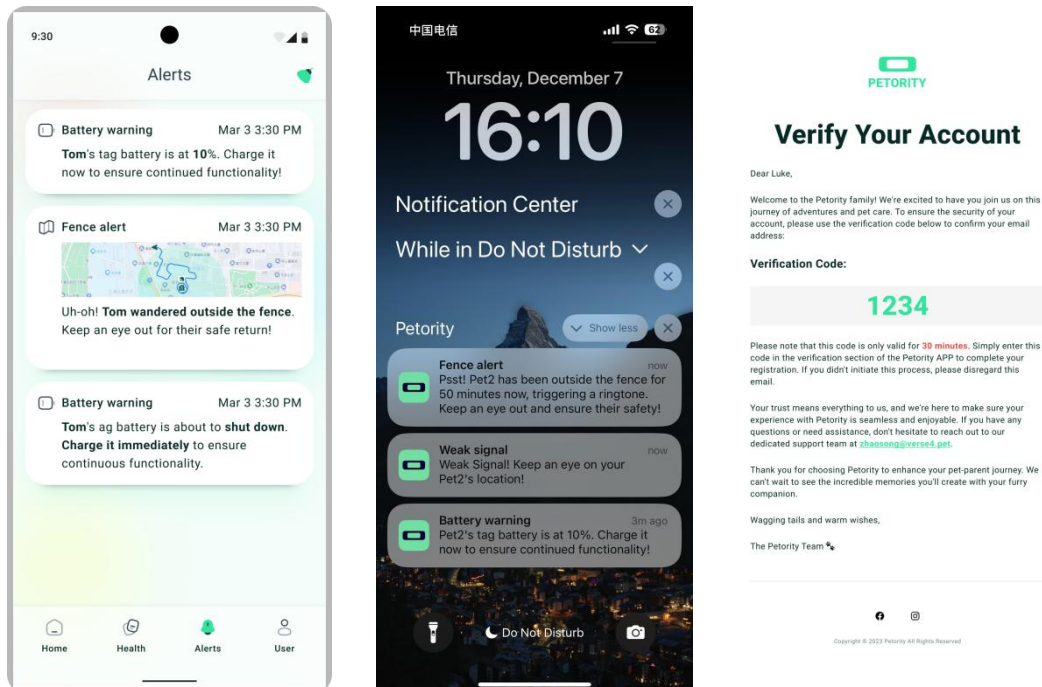 9:30
Alerts
Battery warning Mar 3 3:30 PM
Tom's tag battery is at 10%. Charge it
now to ensure continued functionality!
Fence alert Mar 3 3:30 PM
Uh-oh! Tom wandered outside the fence.
Keep an eye out for their safe return!
Battery warning Mar 3 3:30 PM
Tom's ag battery is about to shut down.
Charge it immediately to ensure
continuous functionality.
Home Health Alerts User
中国电信 62
Thursday, December 7
16:10
Notification Center
While in Do Not Disturb
Petority Show less
Fence alert now
Psst! Pet2 has been outside the fence for
50 minutes now, triggering a ringtone.
Keep an eye out and ensure their safety!
Weak signal now
Weak Signal! Keep an eye on your
Pet2's location!
Battery warning 3m ago
Pet2's tag battery is at 10%. Charge it
now to ensure continued functionality!
Do Not Disturb
PETORITY
Verify Your Account
Dear Luke,
Welcome to the Petority family! We're excited to have you join us on this
journey of adventures and pet care. To ensure the security of your
account, please use the verification code below to confirm your email
address:
Verification Code:
1234
Please note that this code is only valid for 30 minutes. Simply enter this
code in the verification section of the Petority APP to complete your
registration. If you didn't initiate this process, please disregard this
email.
Your trust means everything to us, and we're here to make sure your
experience with Petority is seamless and enjoyable. If you have any
questions or need assistance, don't hesitate to reach out to our
dedicated support team at zhaosong@verse4.pet.
Thank you for choosing Petority to enhance your pet-parent journey. We
can't wait to see the incredible memories you'll create with your furry
companion.
Wagging tails and warm wishes,
The Petority Team
Copyright © 2023 Petority All Rights Reserved